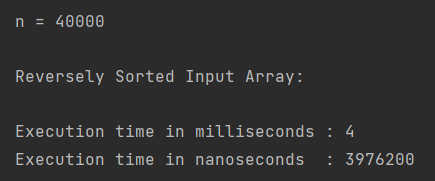 n = 40000
Reversely Sorted Input Array:
Execution time in milliseconds : 4
Execution time in nanoseconds  : 3976200